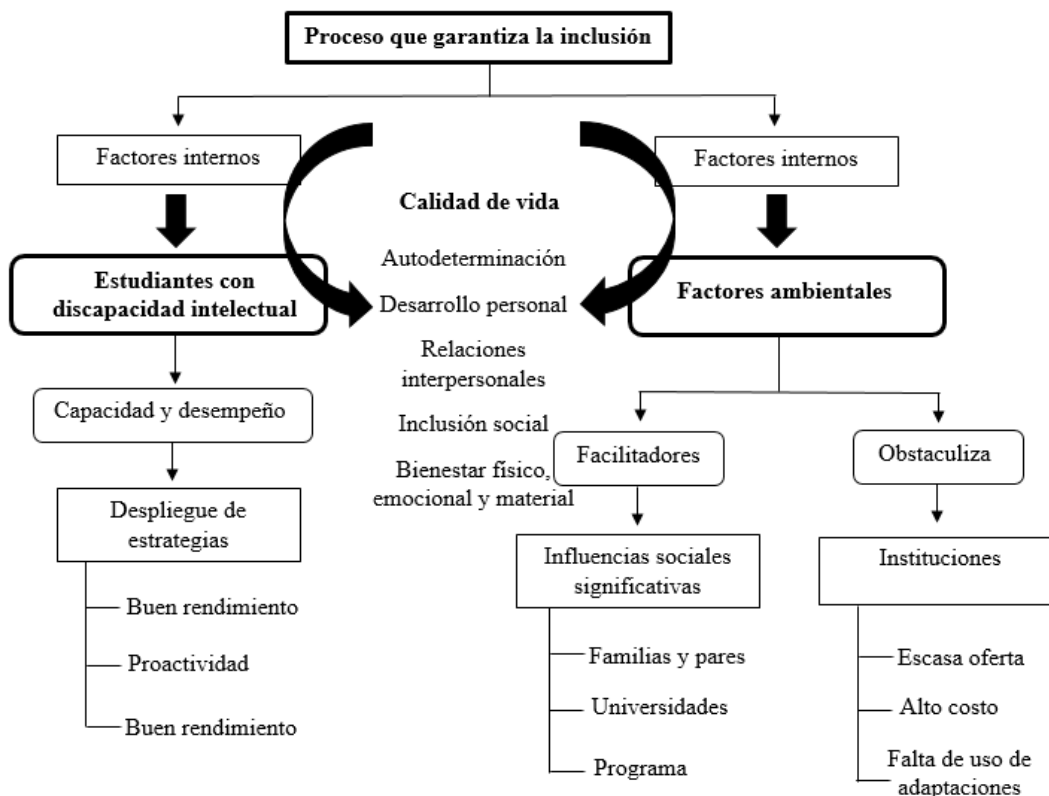 Proceso que garantiza la inclusión
Factores internos
Factores internos
Calidad de vida
Autodeterminación
Desarrollo personal
Relaciones
interpersonales
Inclusión social
Bienestar físico,
emocional y material
Estudiantes con
discapacidad intelectual
Capacidad y desempeño
Despliegue de
estrategias
Buen rendimiento
Proactividad
Buen rendimiento
Factores ambientales
Facilitadores
Influencias sociales
significativas
Familias y pares
Universidades
Programa
Obstaculiza
Instituciones
Escasa oferta
Alto costo
Falta de uso de
adaptaciones